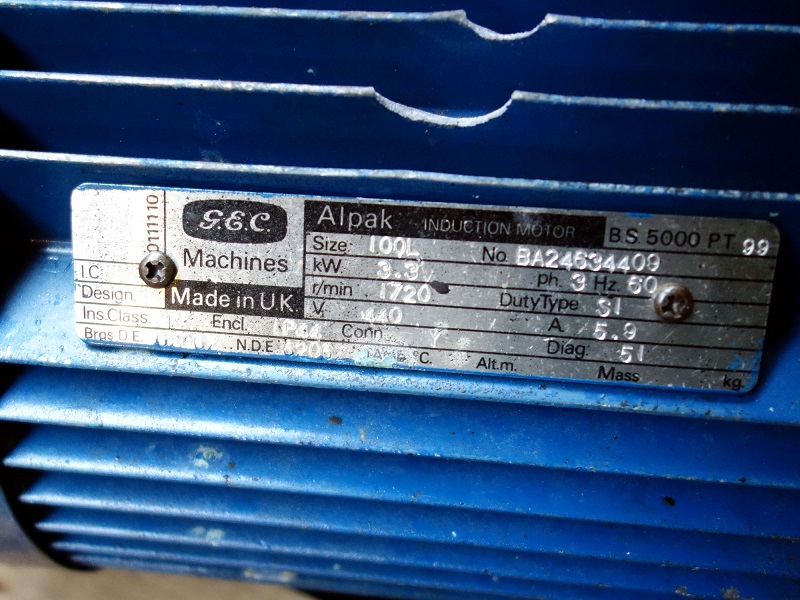 0111110
G.E.C.
Machines
Made in U.K.
Alpak INDUCTION MOTOR B.S. 5000 PT. 99
Size: 100L No. BA24634409
kW. 3.3 ph. 3 Hz. 60
r/min 1720 Duty Type S1
V. 440 A. 5.9
I.C.
Design.
Ins.Class. Encl. Conn. Y Diag. 51
Brgs D.E. N.D.E. °C. Alt.m. Mass kg.